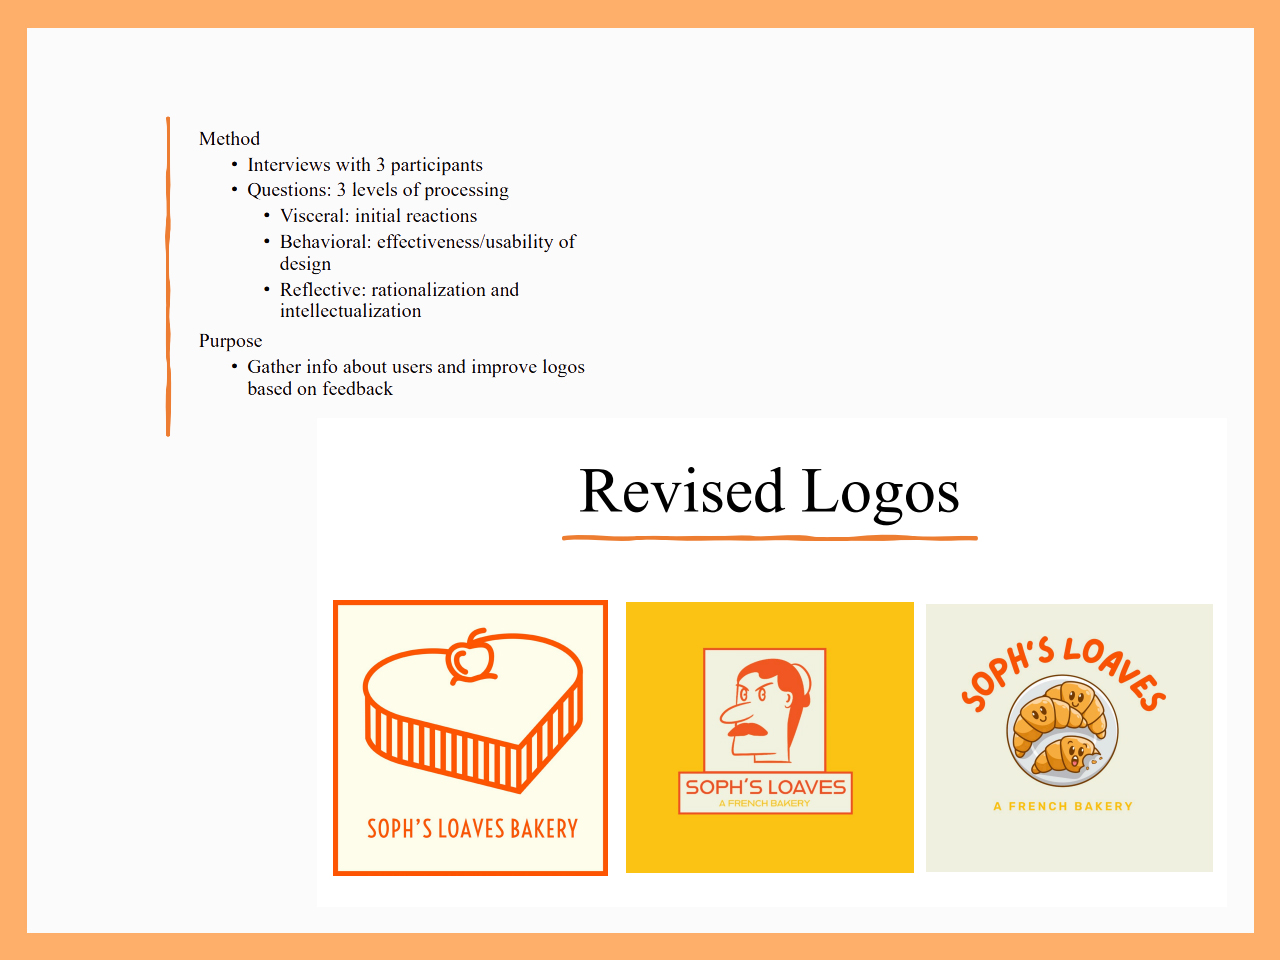 Method
• Interviews with 3 participants
• Questions: 3 levels of processing
• Visceral: initial reactions
• Behavioral: effectiveness/usability of
design
• Reflective: rationalization and
intellectualization
Purpose
• Gather info about users and improve logos
based on feedback
Revised Logos
SOPH'S LOAVES BAKERY
SOPH'S LOAVES
A FRENCH BAKERY
SOPH'S LOAVES
A FRENCH BAKERY